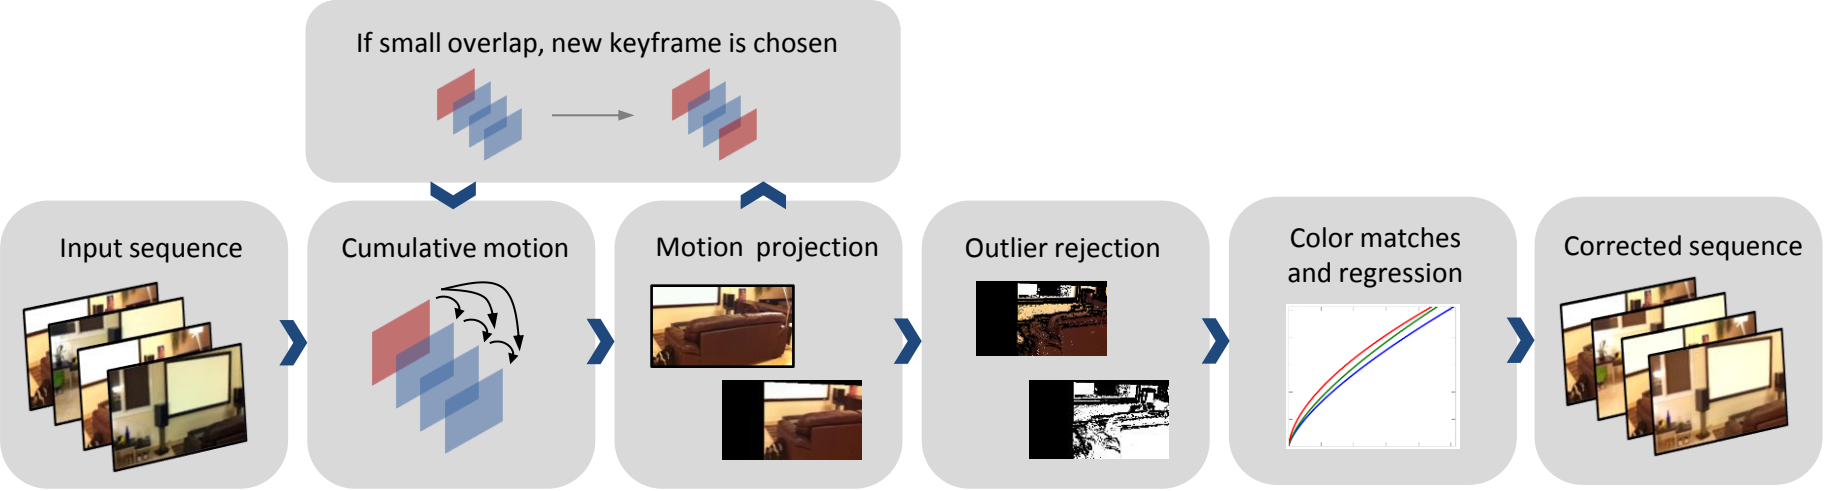 If small overlap, new keyframe is chosen
Input sequence
Cumulative motion
Motion projection
Outlier rejection
Color matches
and regression
Corrected sequence